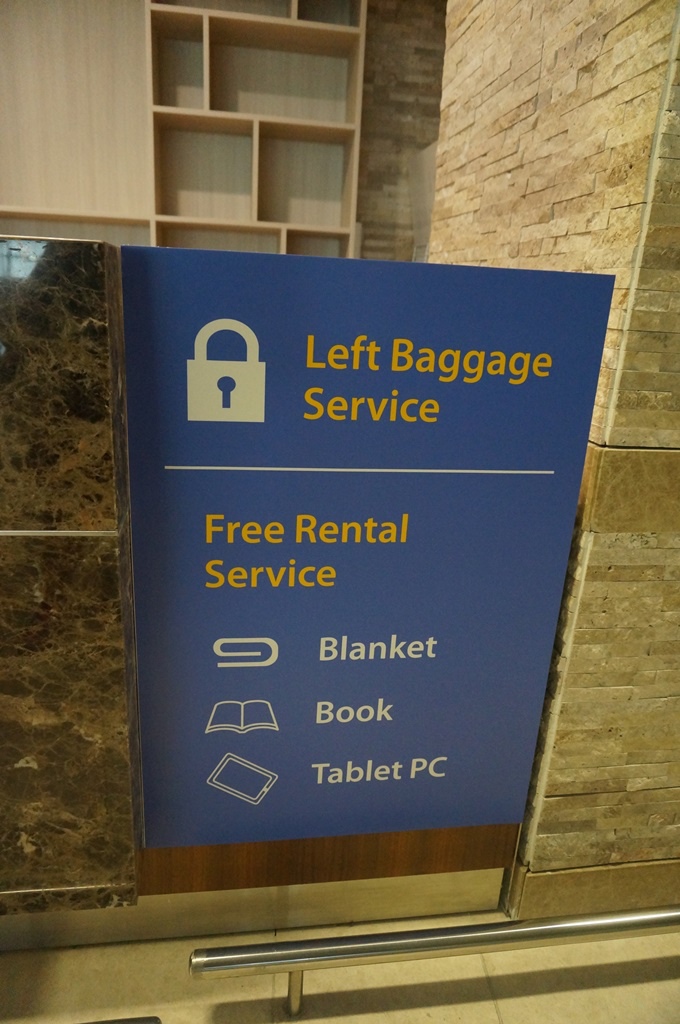 Left Baggage
Service
Free Rental
Service
Blanket
Book
Tablet PC